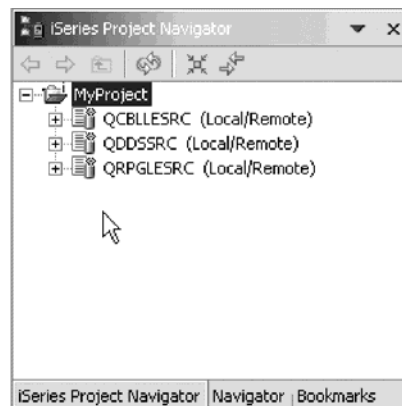 iSeries Project Navigator
MyProject
QCBLLESRC (Local/Remote)
QDDSSRC (Local/Remote)
QRPGLESRC (Local/Remote)
iSeries Project Navigator Navigator Bookmarks